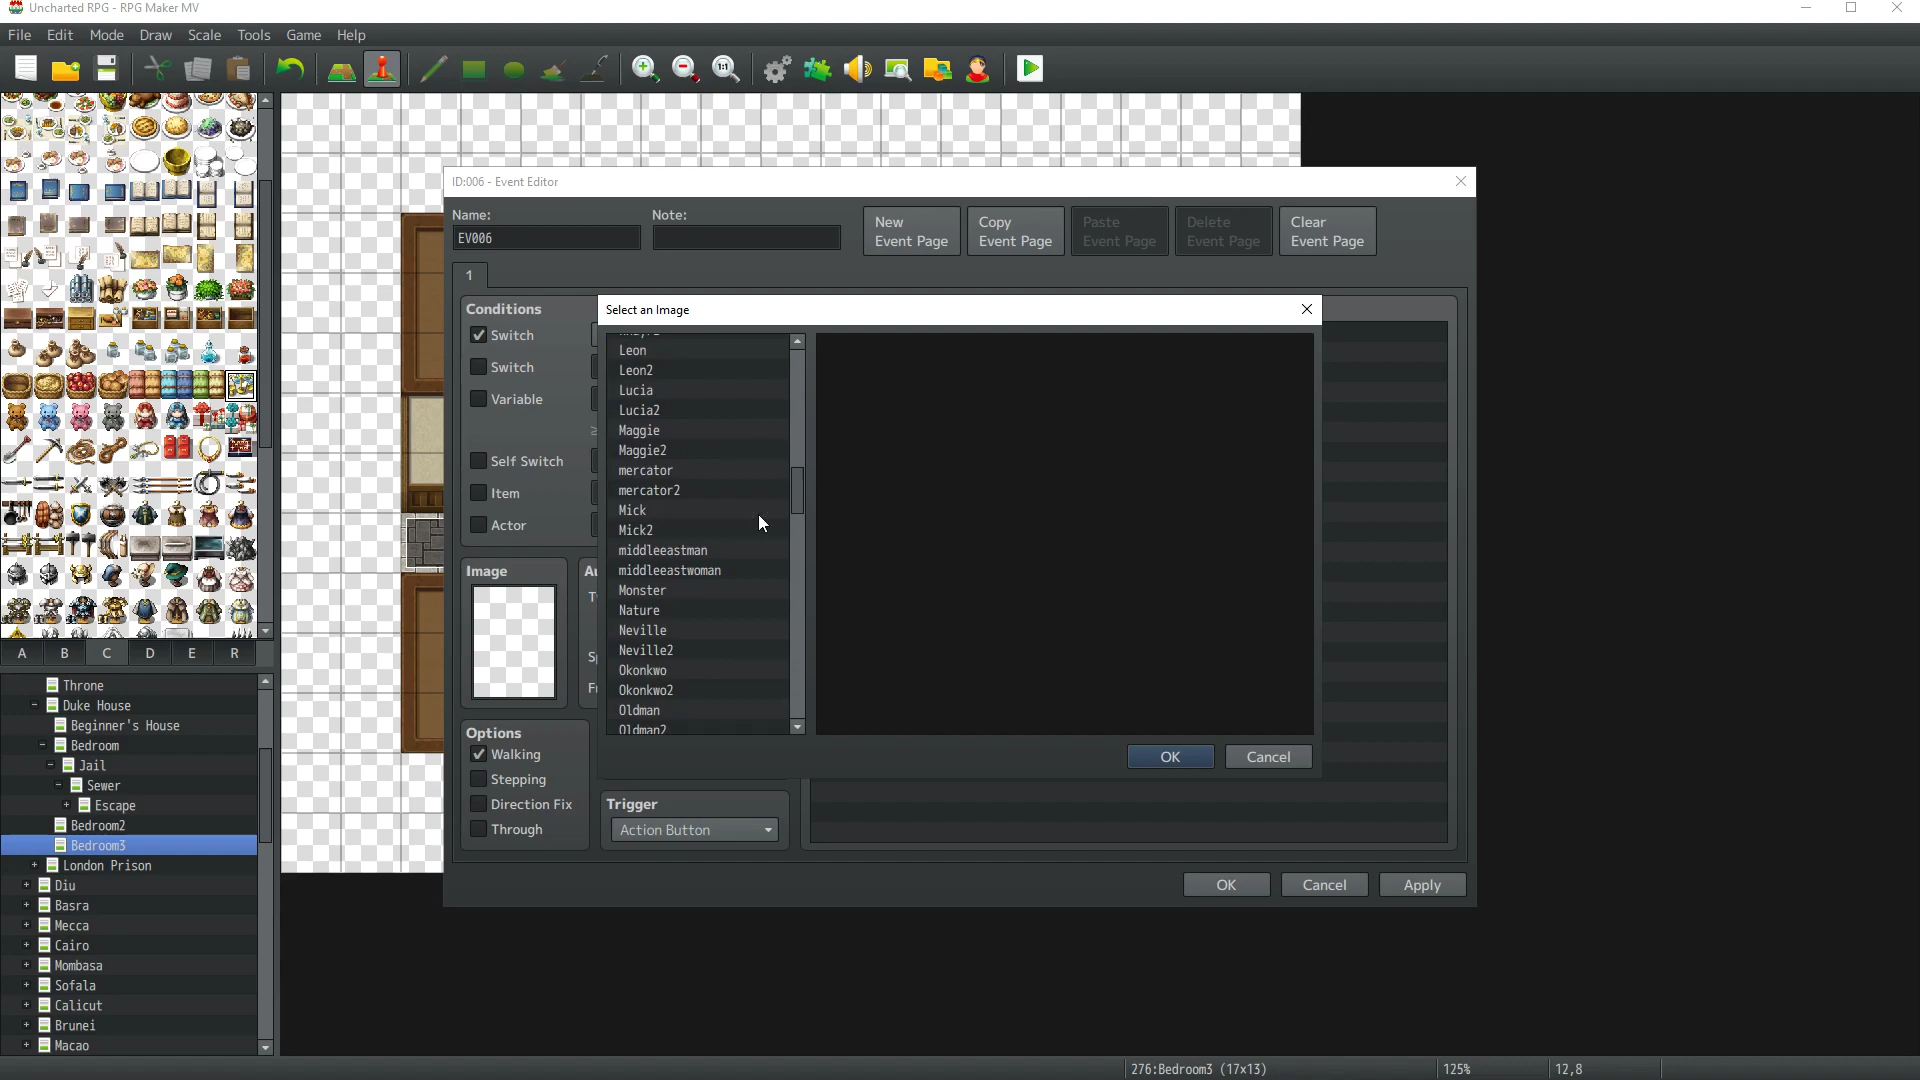 Uncharted RPG - RPG Maker MV
File Edit Mode Draw Scale Tools Game Help
1:1
ID:006 - Event Editor
Name:
Note:
EV006
New Event Page
Copy Event Page
Paste Event Page
Delete Event Page
Clear Event Page
1
Conditions
Switch
Switch
Variable
≥
Self Switch
Item
Actor
Image
Options
Walking
Stepping
Direction Fix
Through
Trigger
Action Button
Select an Image
Leon
Leon2
Lucia
Lucia2
Maggie
Maggie2
mercator
mercator2
Mick
Mick2
middleeastman
middleeastwoman
Monster
Nature
Neville
Neville2
Okonkwo
Okonkwo2
Oldman
Oldman2
OK Cancel
OK Cancel Apply
A B C D E R
Throne
Duke House
Beginner's House
Bedroom
Jail
Sewer
Escape
Bedroom2
Bedroom3
London Prison
Diu
Basra
Mecca
Cairo
Mombasa
Sofala
Calicut
Brunei
Macao
276:Bedroom3 (17x13) 125% 12,8